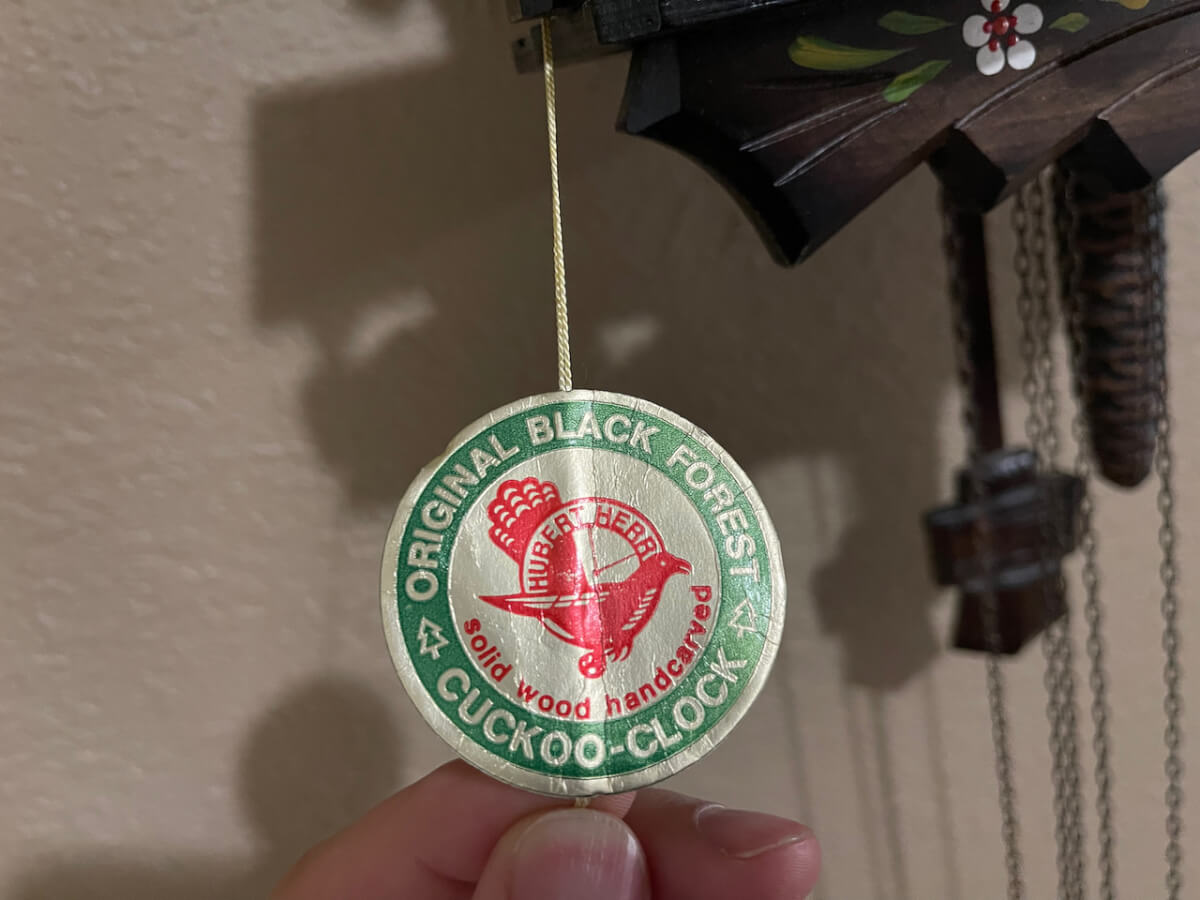 ORIGINAL BLACK FOREST
HUBERT HERR
solid wood handcarved
CUCKOO-CLOCK